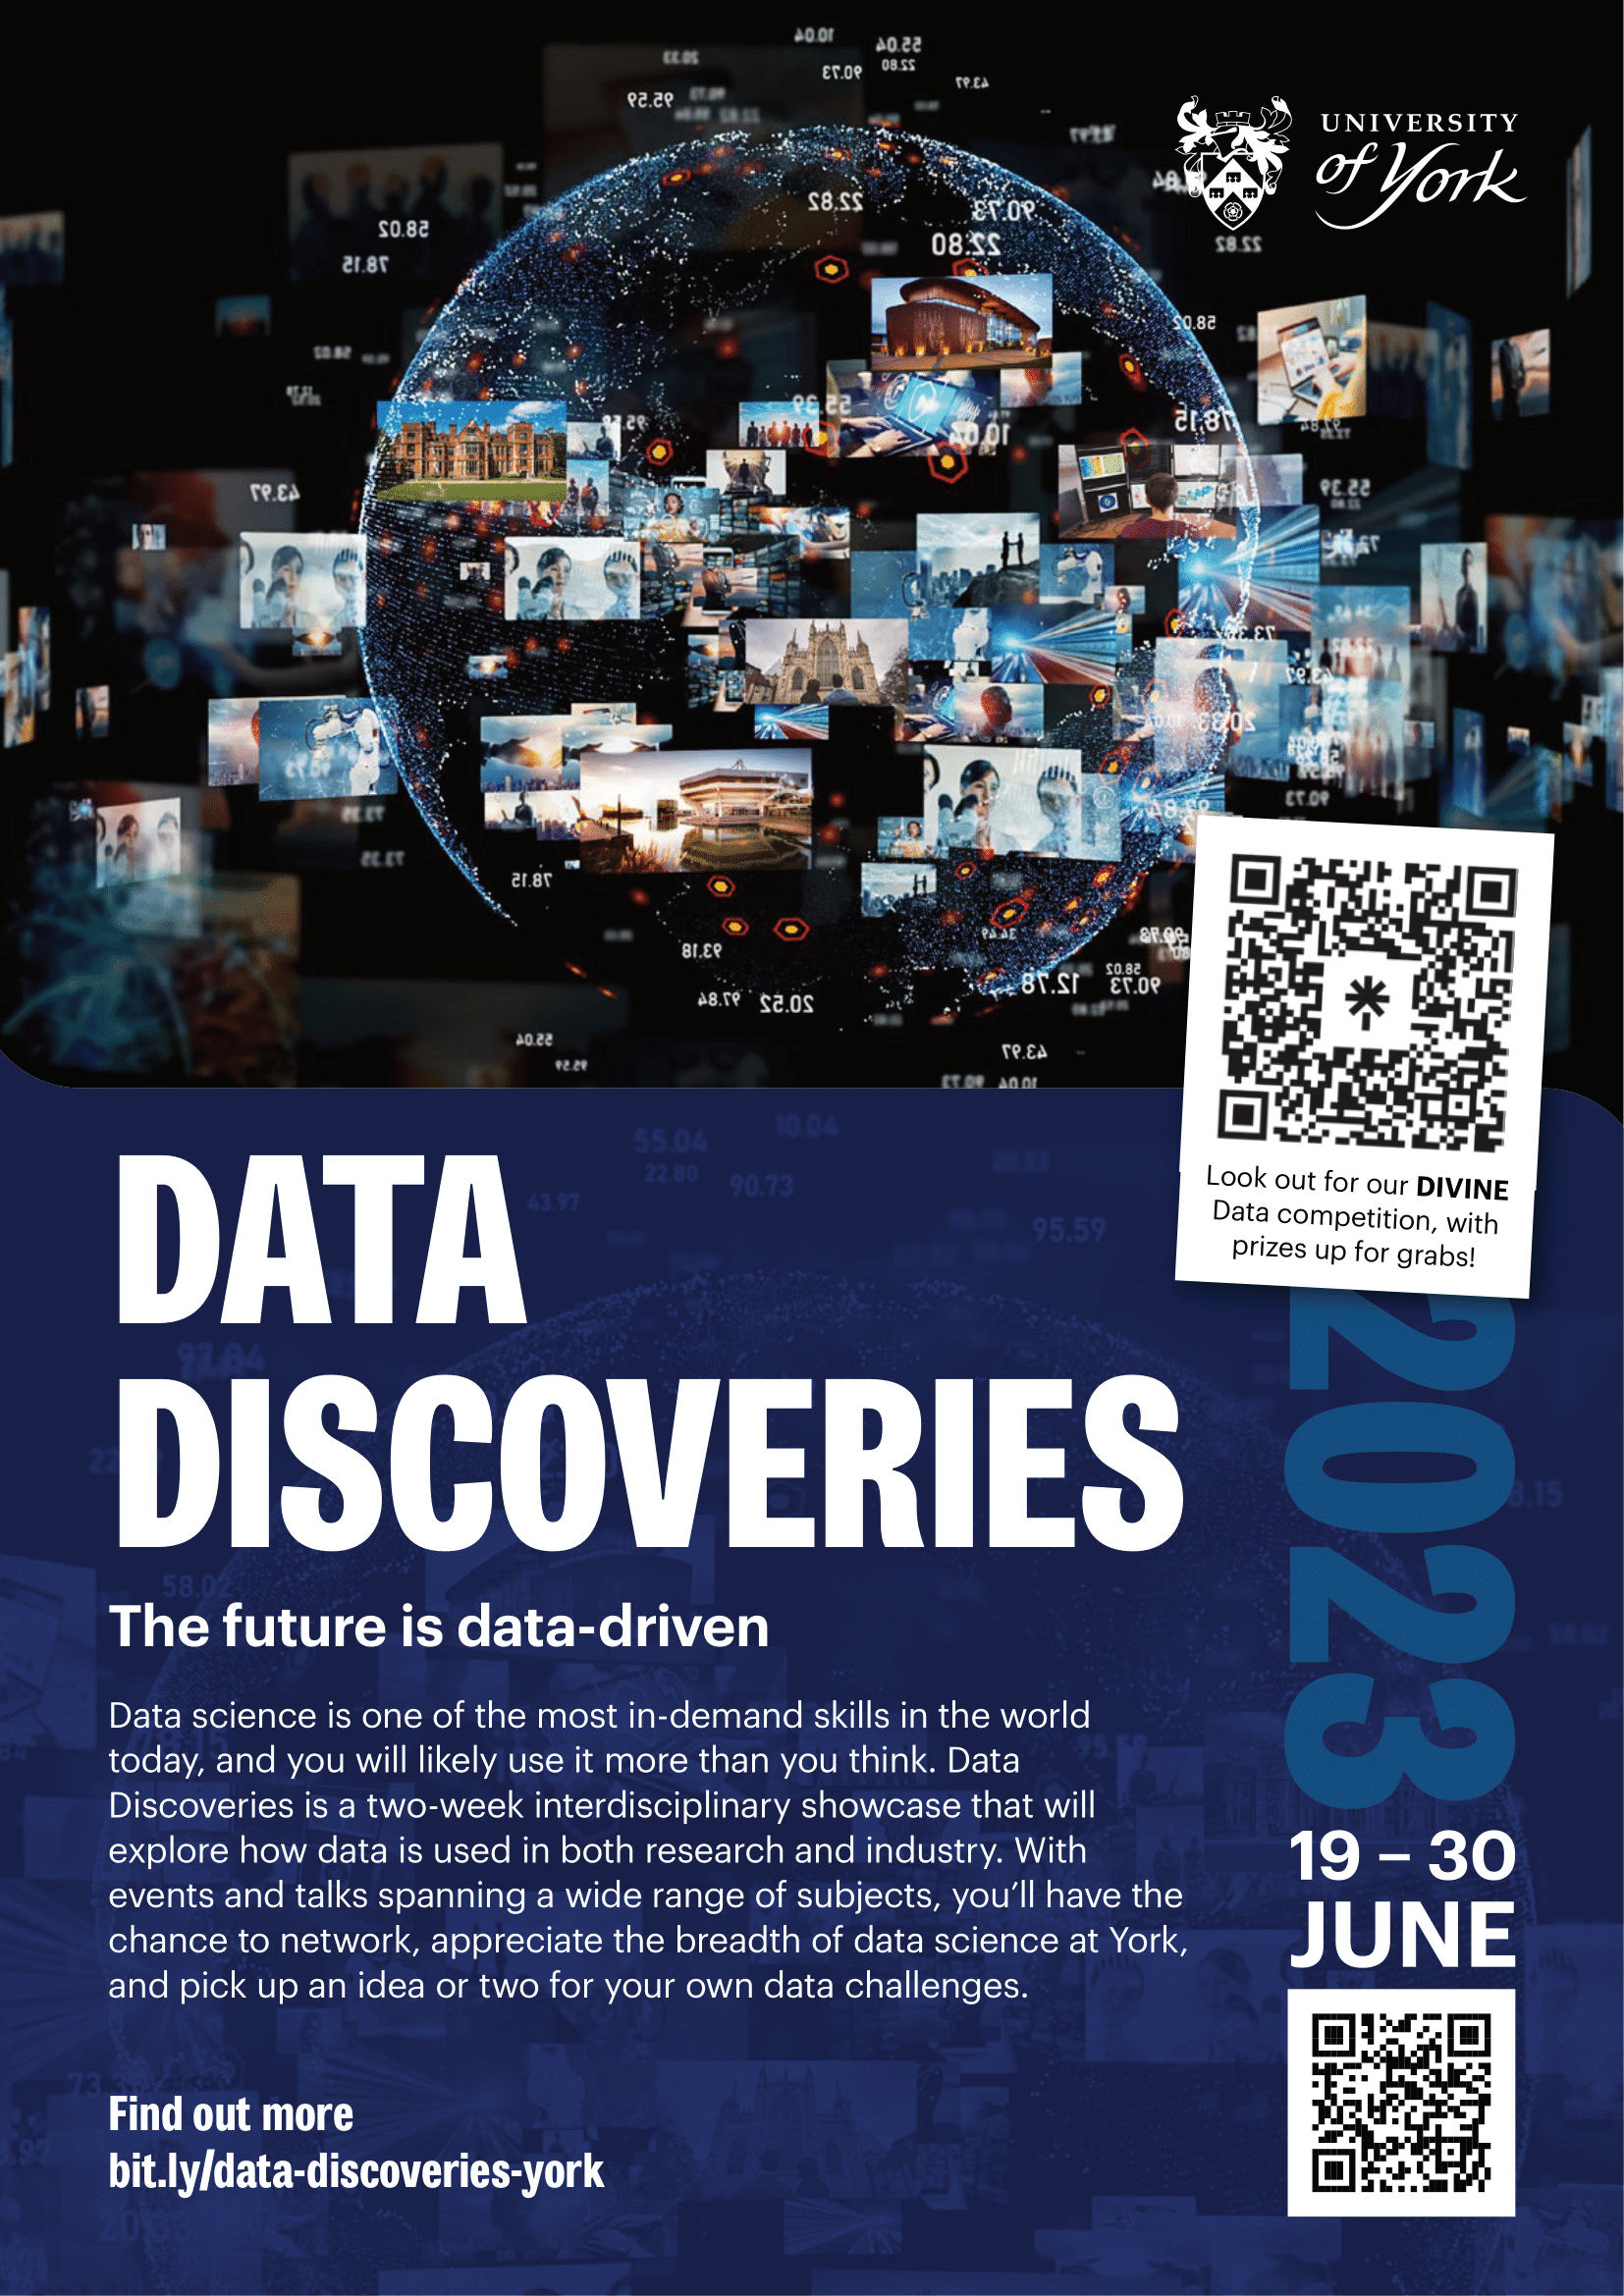 UNIVERSITY
of York
Look out for our DIVINE
Data competition, with
prizes up for grabs!
DATA
DISCOVERIES
2023
The future is data-driven
Data science is one of the most in-demand skills in the world
today, and you will likely use it more than you think. Data
Discoveries is a two-week interdisciplinary showcase that will
explore how data is used in both research and industry. With
events and talks spanning a wide range of subjects, you’ll have the
chance to network, appreciate the breadth of data science at York,
and pick up an idea or two for your own data challenges.
19 – 30
JUNE
Find out more
bit.ly/data-discoveries-york